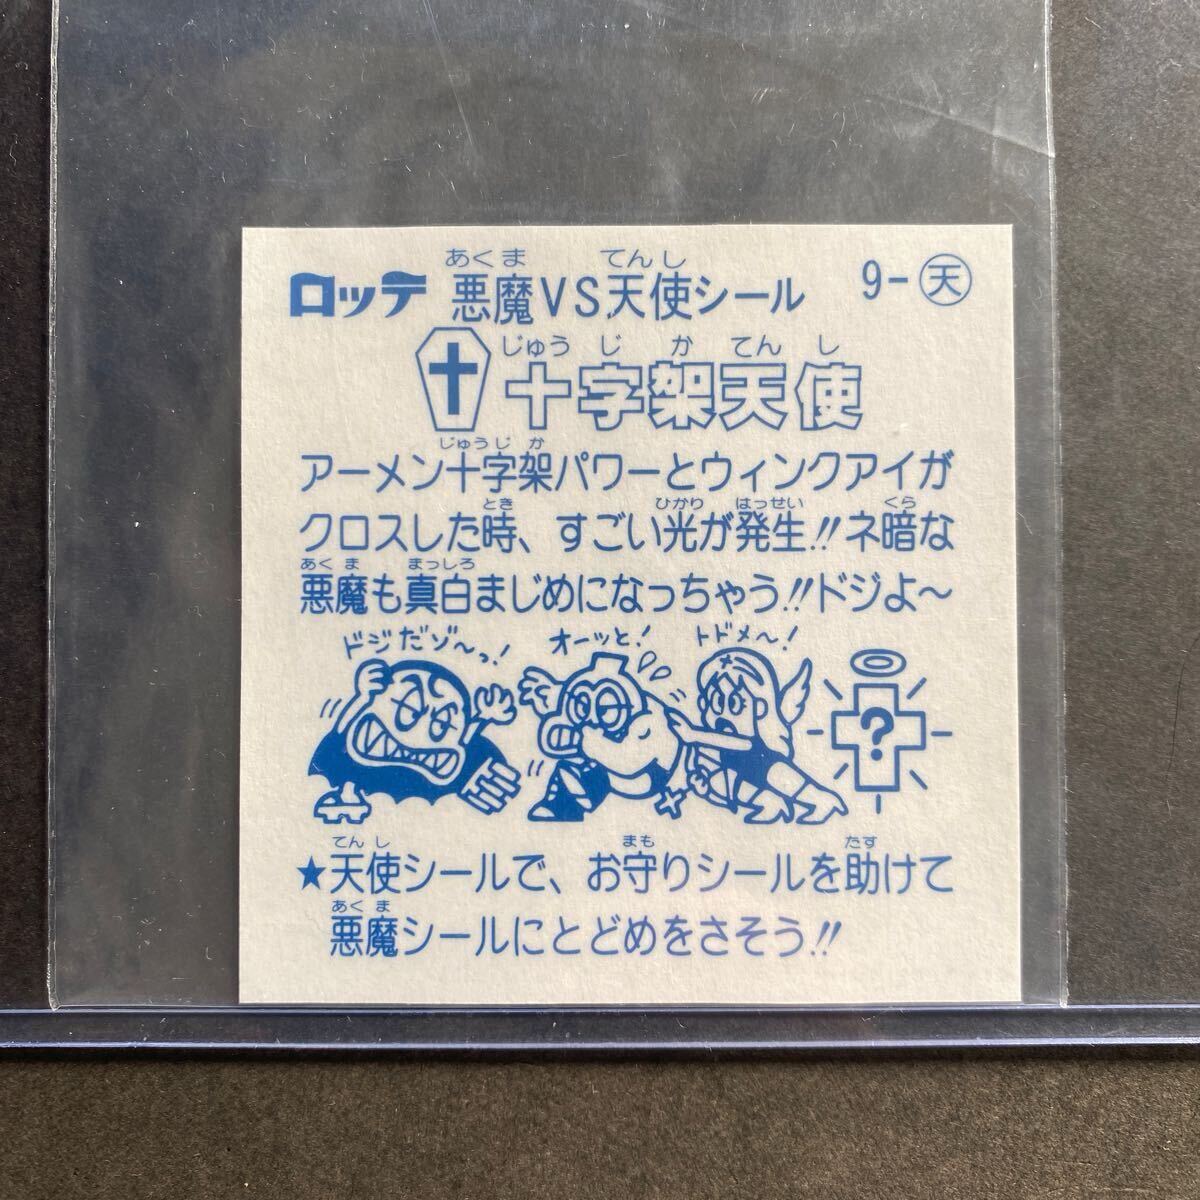 ロッテ 悪魔VS天使シール 9-㊝天
あくま てんし
十字架天使
じゅうじかてんし
アーメン十字架パワーとウィンクアイが
じゅうじか
クロスした時、すごい光が発生!!ネ暗な
とき ひかり はっせい くら
悪魔も真白まじめになっちゃう!!ドジよ〜
あくま まっしろ
ドジだゾ〜っ! オーッと! トドメ〜!
?
★天使シールで、お守りシールを助けて
てんし まも たす
悪魔シールにとどめをさそう!!
あくま